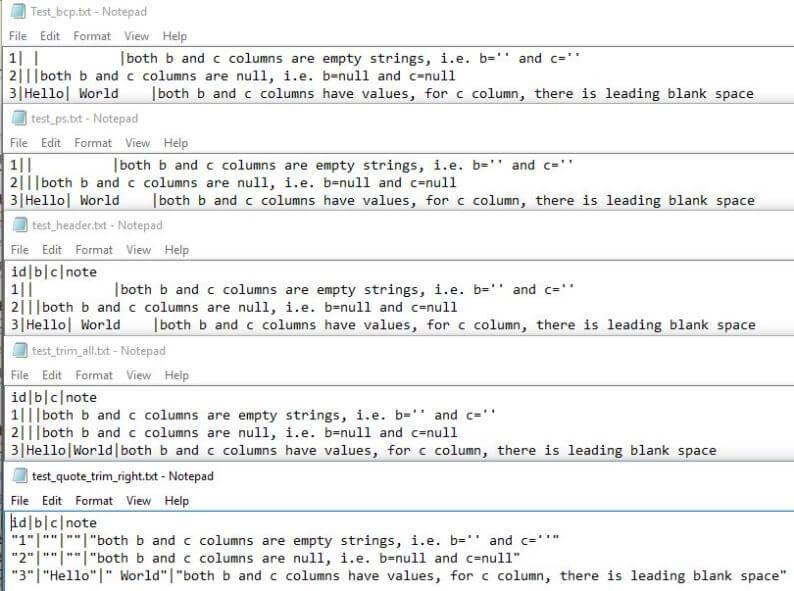 Test_bcp.txt - Notepad
File Edit Format View Help
1| |          |both b and c columns are empty strings, i.e. b='' and c=''
2|||both b and c columns are null, i.e. b=null and c=null
3|Hello| World    |both b and c columns have values, for c column, there is leading blank space
test_ps.txt - Notepad
File Edit Format View Help
1||          |both b and c columns are empty strings, i.e. b='' and c=''
2|||both b and c columns are null, i.e. b=null and c=null
3|Hello| World    |both b and c columns have values, for c column, there is leading blank space
test_header.txt - Notepad
File Edit Format View Help
id|b|c|note
1||          |both b and c columns are empty strings, i.e. b='' and c=''
2|||both b and c columns are null, i.e. b=null and c=null
3|Hello| World    |both b and c columns have values, for c column, there is leading blank space
test_trim_all.txt - Notepad
File Edit Format View Help
id|b|c|note
1|||both b and c columns are empty strings, i.e. b='' and c=''
2|||both b and c columns are null, i.e. b=null and c=null
3|Hello|World|both b and c columns have values, for c column, there is leading blank space
test_quote_trim_right.txt - Notepad
File Edit Format View Help
id|b|c|note
"1"|""|""|"both b and c columns are empty strings, i.e. b='' and c=''"
"2"|""|""|"both b and c columns are null, i.e. b=null and c=null"
"3"|"Hello"|" World"|"both b and c columns have values, for c column, there is leading blank space"